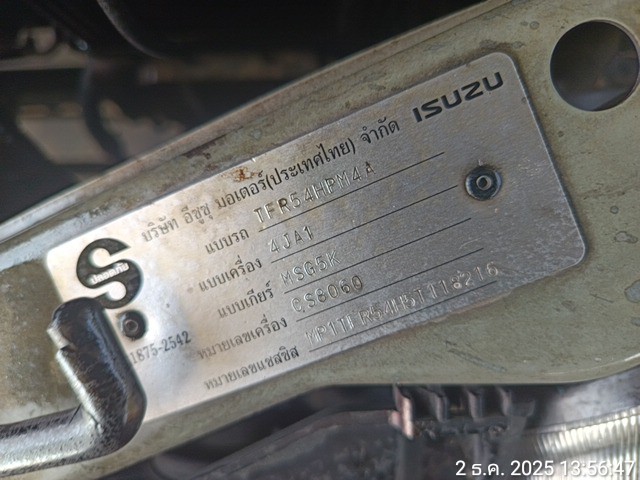 ISUZU
บริษัท อีซูซุ มอเตอร์(ประเทศไทย) จำกัด
แบบรถ TFR54HPM4A
แบบเครื่อง 4JA1
แบบเกียร์ MSG5K
หมายเลขเครื่อง CS8060
หมายเลขแชสซีส MP1TFR54H5T118216
1875-2542
2 ธ.ค. 2025 13:56:47